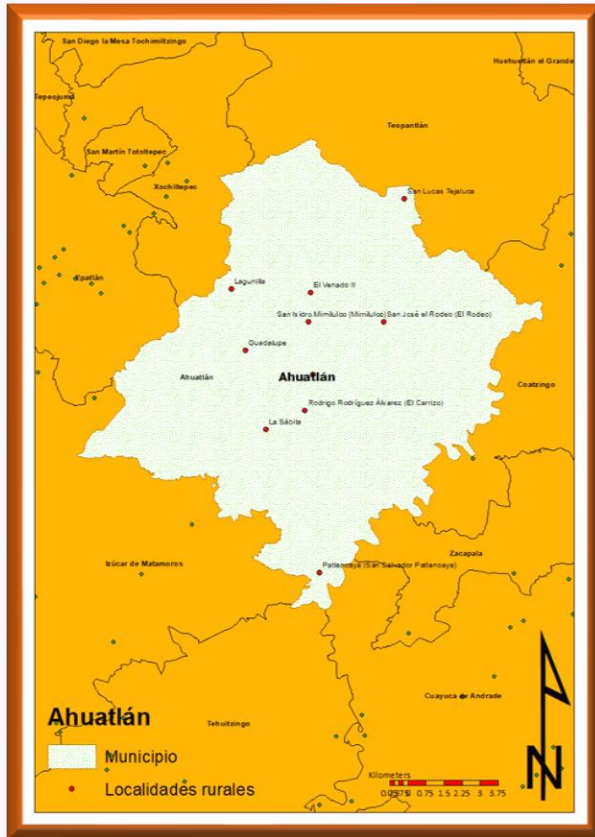 San Diego la Mesa Tochimiltzingo
Huehuetlán el Grande
Tepeojuma
Teopantlán
San Martín Totoltepec
Xochiltepec
San Lucas Tejaluca
Epatlán
Lagunilla
El Venado II
San Isidro Mimilulco (Mimilulco)
San José el Rodeo (El Rodeo)
Guadalupe
Ahuatlán
Ahuatlán
Coatzingo
Rodrigo Rodríguez Álvarez (El Carrizo)
La Sábila
Zacapala
Izúcar de Matamoros
Patlanoaya (San Salvador Patlanoaya)
Cuayuca de Andrade
Ahuatlán
Tehuitzingo
Municipio
Localidades rurales
Kilometers
0 0.75 1.5 2.25 3 3.75
N